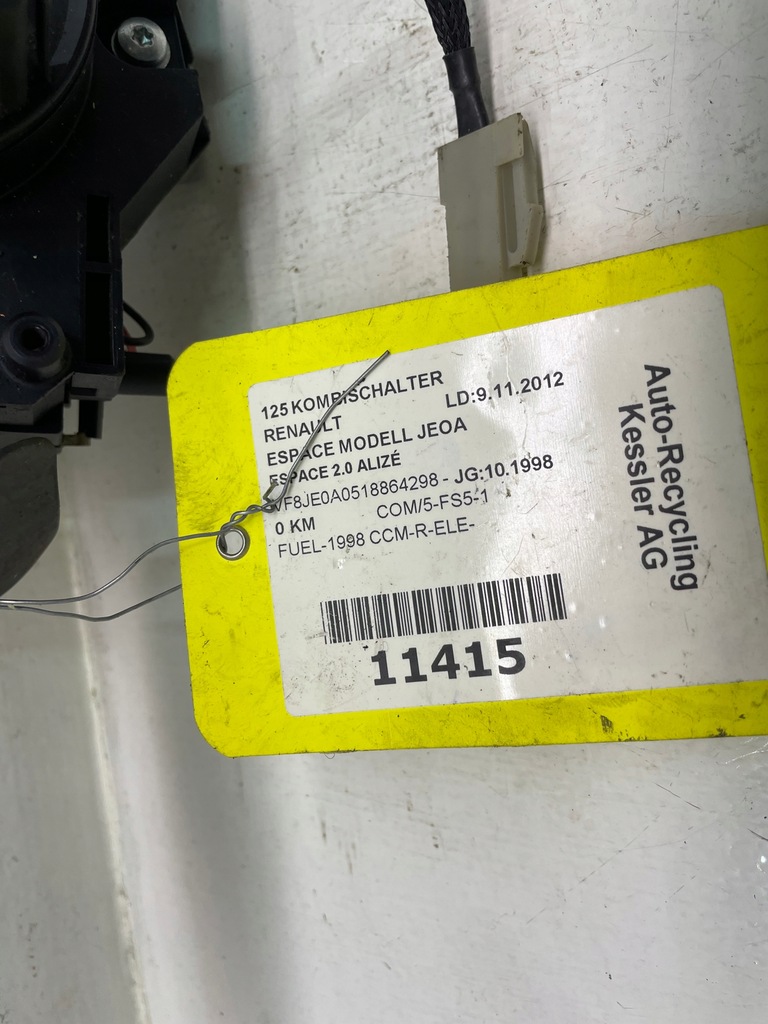 125 KOMBISCHALTER
LD:9.11.2012
RENAULT
ESPACE MODELL JEOA
ESPACE 2.0 ALIZÉ
VF8JE0A0518864298 - JG:10.1998
0 KM COM/5-FS5-1
FUEL-1998 CCM-R-ELE-
11415
Auto-Recycling
Kessler AG